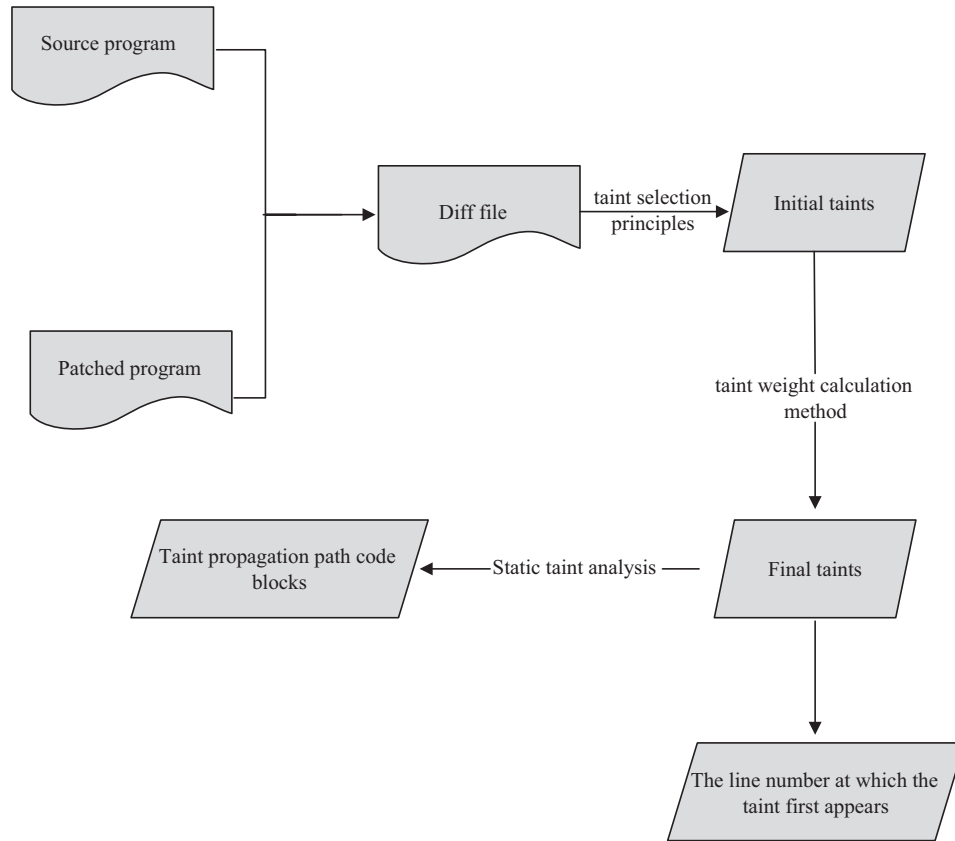 Source program
Diff file
taint selection
principles
Initial taints
Patched program
taint weight calculation
method
Taint propagation path code
blocks
Static taint analysis
Final taints
The line number at which the
taint first appears